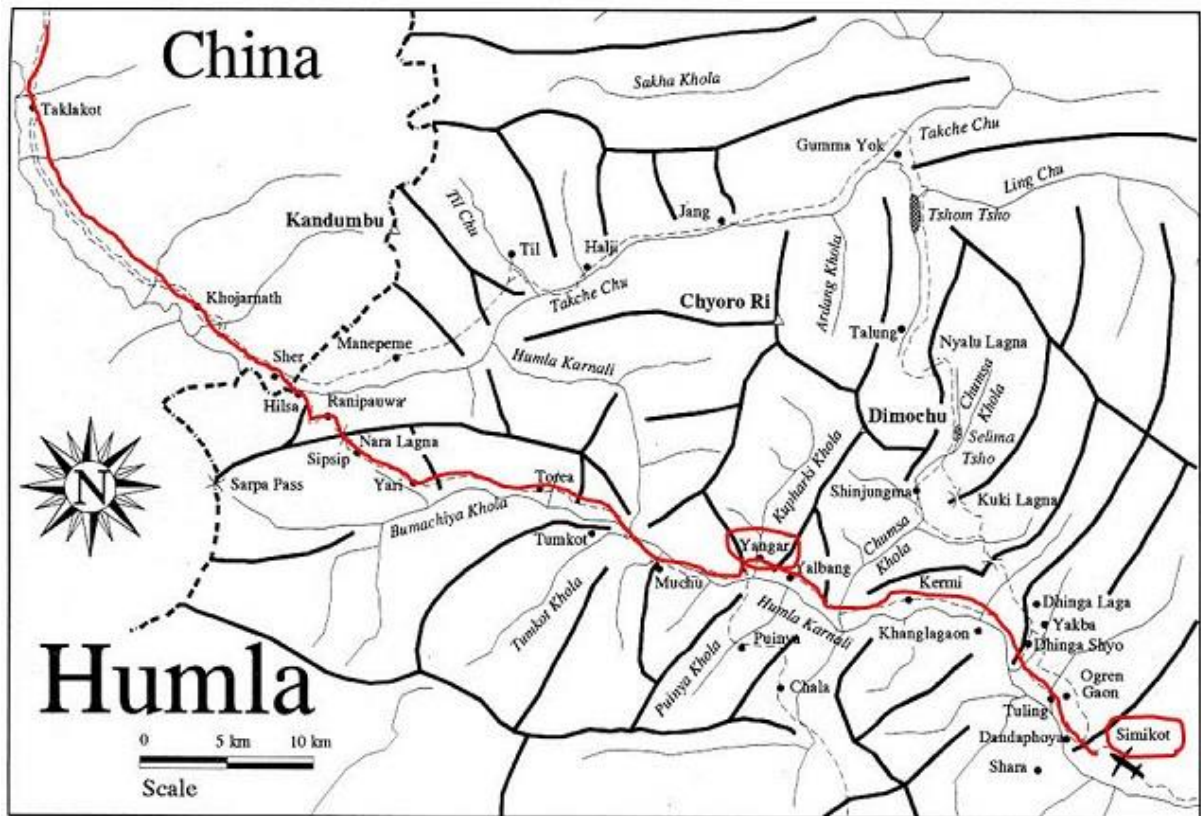 China
Sakha Khola
Taklakot
Takche Chu
Gumma Yok
Ling Chu
Til Chu
Kandumbu
Jang
Tshom Tsho
Til
Halji
Ardang Khola
Takche Chu
Khojarnath
Chyoro Ri
Talung
Manepeme
Nyalu Lagna
Sher
Humla Karnali
Chumsa
Khola
Hilsa
Ranipauwa
Dimochu
Nara Lagna
Selima
Tsho
Sipsip
Kupharki Khola
Sarpa Pass
Yari
Torea
Shinjungma
Kuki Lagna
Bumachiya Khola
Tumkot
Yangar
Chumsa
Khola
Yalbang
Muchu
Kermi
N
Dhinga Laga
Tumkot Khola
Humla Karnali
Yakba
Khanglagaon
Dhinga Shyo
Puinya
Humla
Puinya Khola
Chala
Ogren
Gaon
Tuling
0 5 km 10 km
Dandaphoya
Simikot
Scale
Shara